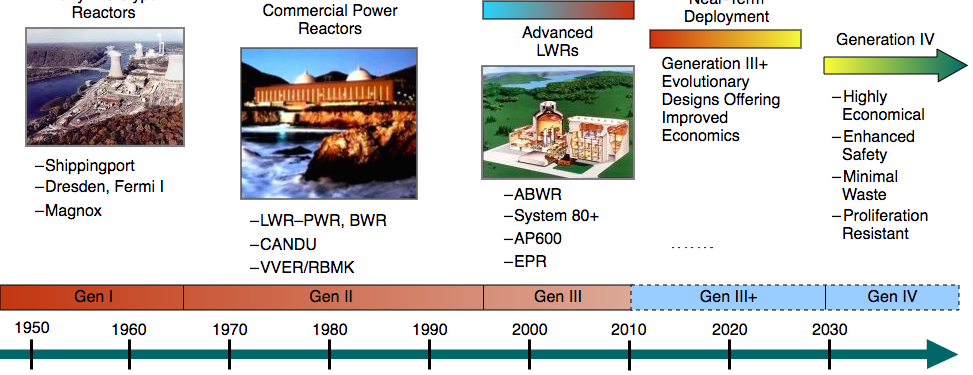 Reactors
–Shippingport
–Dresden, Fermi I
–Magnox
Commercial Power
Reactors
–LWR–PWR, BWR
–CANDU
–VVER/RBMK
Advanced
LWRs
–ABWR
–System 80+
–AP600
–EPR
Deployment
Generation III+
Evolutionary
Designs Offering
Improved
Economics
Generation IV
–Highly
Economical
–Enhanced
Safety
–Minimal
Waste
–Proliferation
Resistant
Gen I
Gen II
Gen III
Gen III+
Gen IV
1950
1960
1970
1980
1990
2000
2010
2020
2030